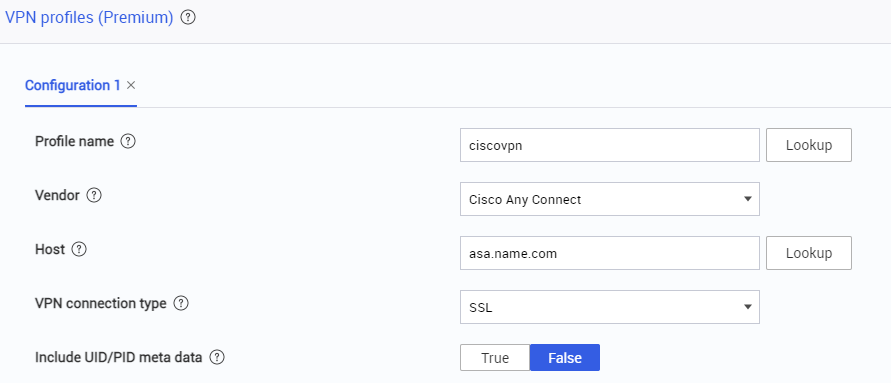 VPN profiles (Premium) ?
Configuration 1 ×
Profile name ? ciscovpn Lookup
Vendor ? Cisco Any Connect
Host ? asa.name.com Lookup
VPN connection type ? SSL
Include UID/PID meta data ? True False